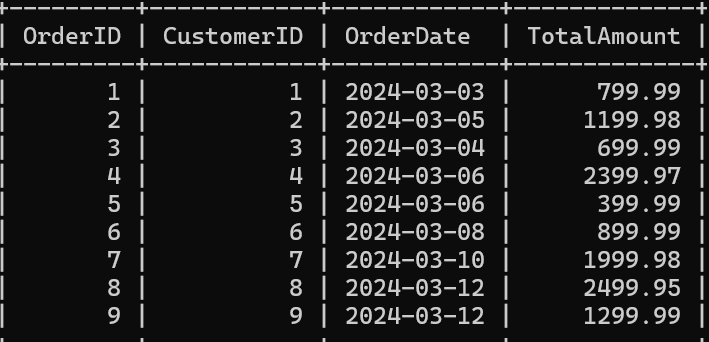 +---------+------------+------------+-------------+
| OrderID | CustomerID | OrderDate  | TotalAmount |
+---------+------------+------------+-------------+
|       1 |          1 | 2024-03-03 |      799.99 |
|       2 |          2 | 2024-03-05 |     1199.98 |
|       3 |          3 | 2024-03-04 |      699.99 |
|       4 |          4 | 2024-03-06 |     2399.97 |
|       5 |          5 | 2024-03-06 |      399.99 |
|       6 |          6 | 2024-03-08 |      899.99 |
|       7 |          7 | 2024-03-10 |     1999.98 |
|       8 |          8 | 2024-03-12 |     2499.95 |
|       9 |          9 | 2024-03-12 |     1299.99 |